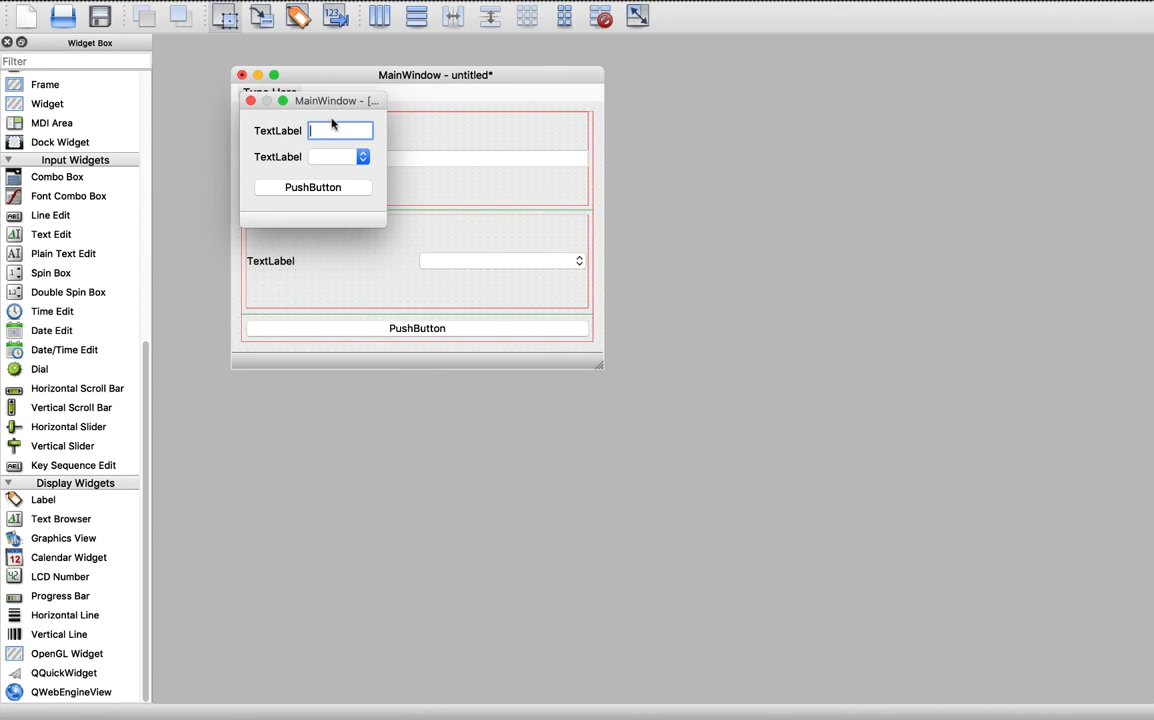 123
Widget Box
Filter
MainWindow - untitled*
MainWindow - [...
TextLabel
TextLabel
PushButton
TextLabel
PushButton
Frame
Widget
MDI Area
Dock Widget
Input Widgets
Combo Box
Font Combo Box
Line Edit
Text Edit
Plain Text Edit
Spin Box
Double Spin Box
Time Edit
Date Edit
Date/Time Edit
Dial
Horizontal Scroll Bar
Vertical Scroll Bar
Horizontal Slider
Vertical Slider
Key Sequence Edit
Display Widgets
Label
Text Browser
Graphics View
Calendar Widget
LCD Number
Progress Bar
Horizontal Line
Vertical Line
OpenGL Widget
QQuickWidget
QWebEngineView